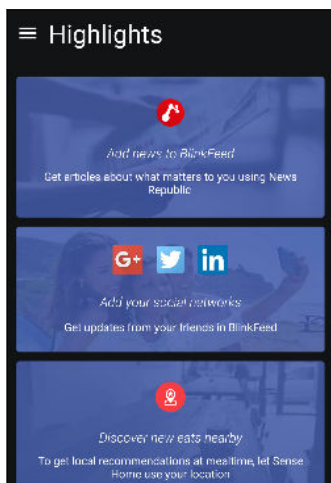 Highlights
Add news to BlinkFeed
Get articles about what matters to you using News
Republic
G+
in
Add your social networks
Get updates from your friends in BlinkFeed
Discover new eats nearby
To get local recommendations at mealtime, let Sense
Home use your location